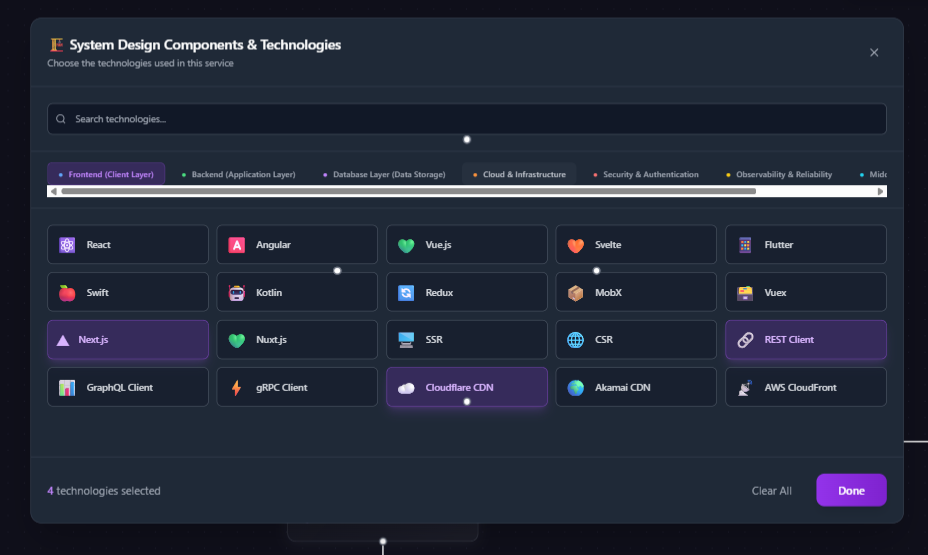 System Design Components & Technologies
Choose the technologies used in this service
Search technologies...
Frontend (Client Layer) Backend (Application Layer) Database Layer (Data Storage) Cloud & Infrastructure Security & Authentication Observability & Reliability Midd
React Angular Vue.js Svelte Flutter
Swift Kotlin Redux MobX Vuex
Next.js Nuxt.js SSR CSR REST Client
GraphQL Client gRPC Client Cloudflare CDN Akamai CDN AWS CloudFront
4 technologies selected Clear All Done